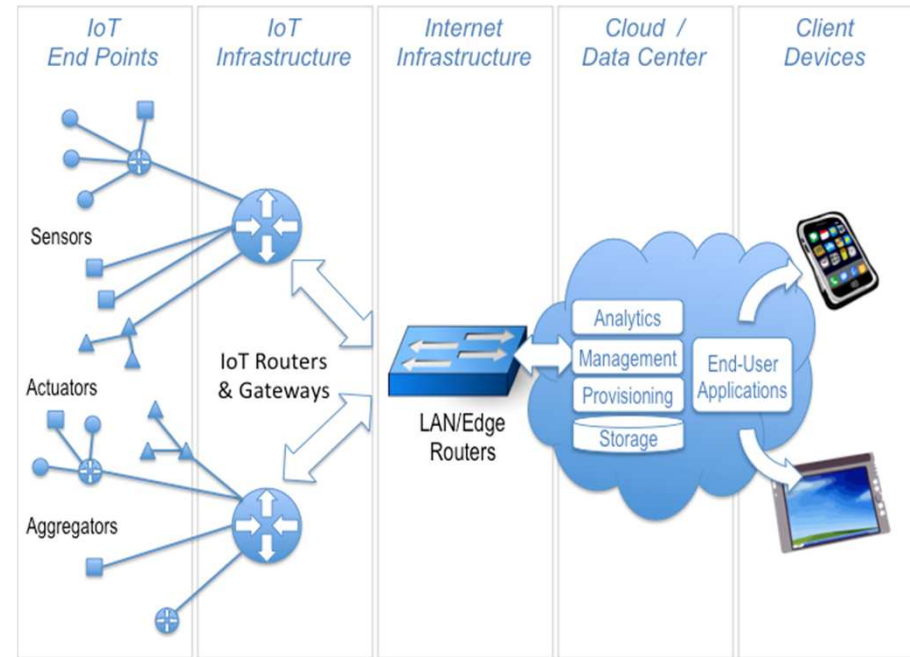 IoT
End Points
IoT
Infrastructure
Internet
Infrastructure
Cloud /
Data Center
Client
Devices
Sensors
Actuators
Aggregators
IoT Routers
& Gateways
LAN/Edge
Routers
Analytics
Management
Provisioning
Storage
End-User
Applications